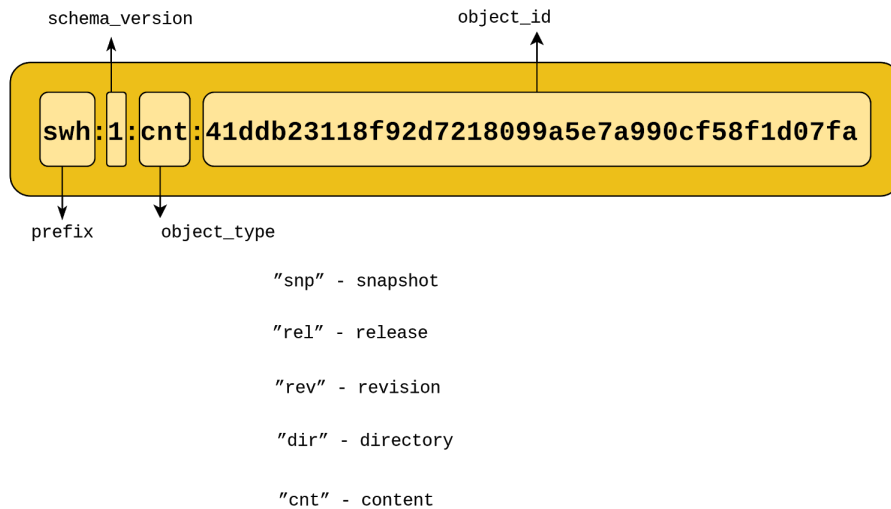 schema_version
object_id
swh:1:cnt:41ddb23118f92d7218099a5e7a990cf58f1d07fa
prefix
object_type
”snp” - snapshot
”rel” - release
”rev” - revision
”dir” - directory
”cnt” - content